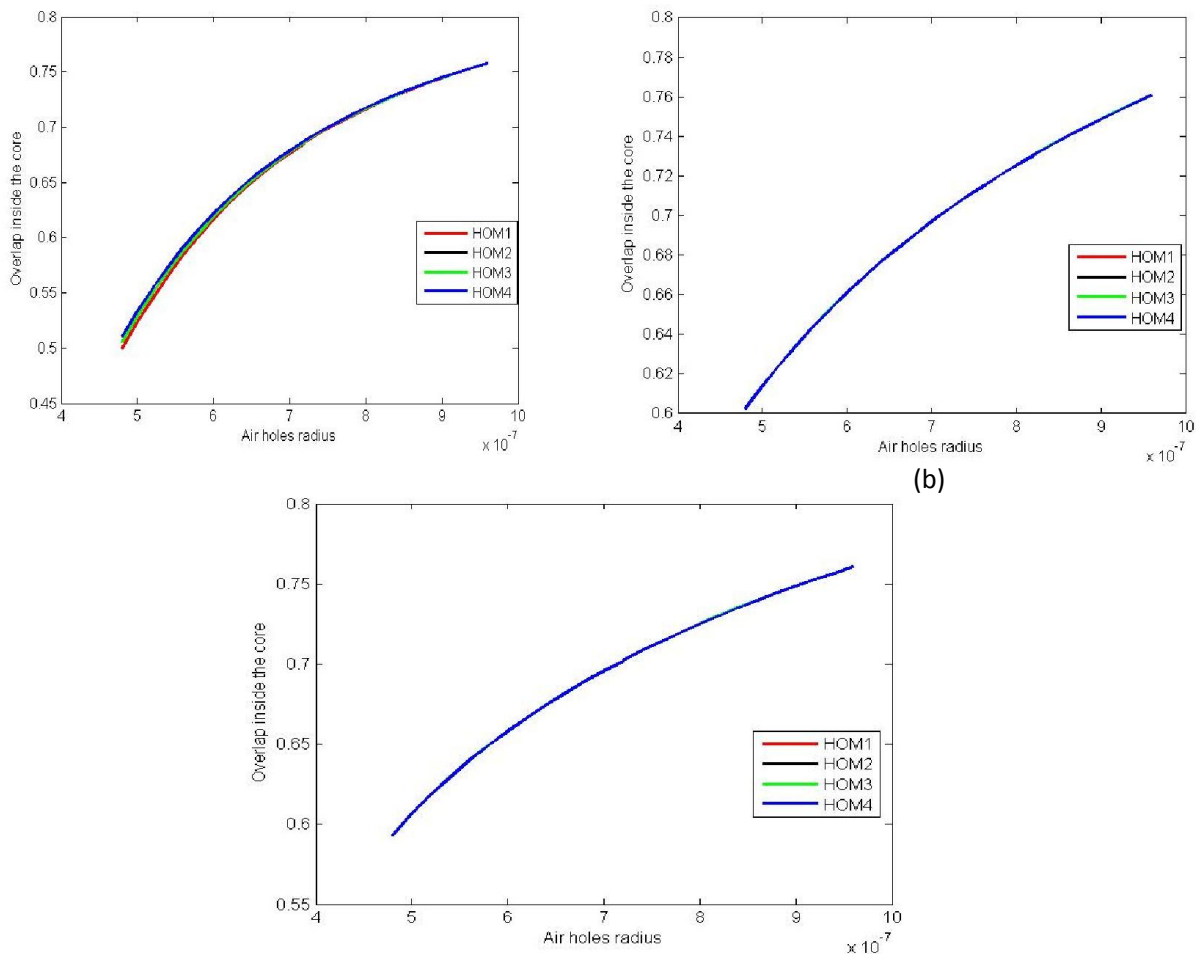 0.8
0.75
0.7
0.65
0.6
0.55
0.5
0.45
Overlap inside the core
4 5 6 7 8 9 10
Air holes radius
x 10-7
HOM1
HOM2
HOM3
HOM4
0.8
0.78
0.76
0.74
0.72
0.7
0.68
0.66
0.64
0.62
0.6
Overlap inside the core
4 5 6 7 8 9 10
Air holes radius
x 10-7
HOM1
HOM2
HOM3
HOM4
(b)
0.8
0.75
0.7
0.65
0.6
0.55
Overlap inside the core
4 5 6 7 8 9 10
Air holes radius
x 10-7
HOM1
HOM2
HOM3
HOM4